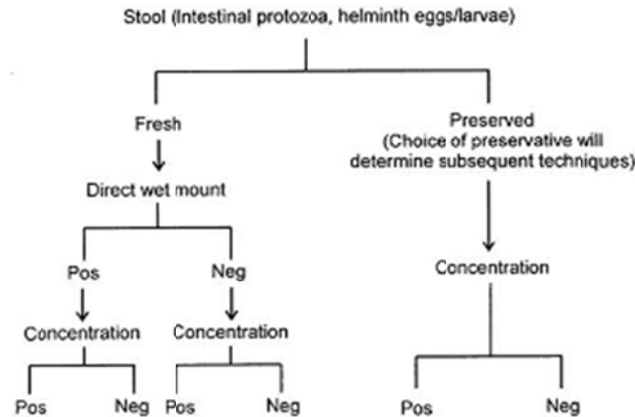 Stool (Intestinal protozoa, helminth eggs/larvae)
Fresh
Preserved
(Choice of preservative will
determine subsequent techniques)
Direct wet mount
Pos
Neg
Concentration
Concentration
Concentration
Pos
Neg
Pos
Neg
Pos
Neg